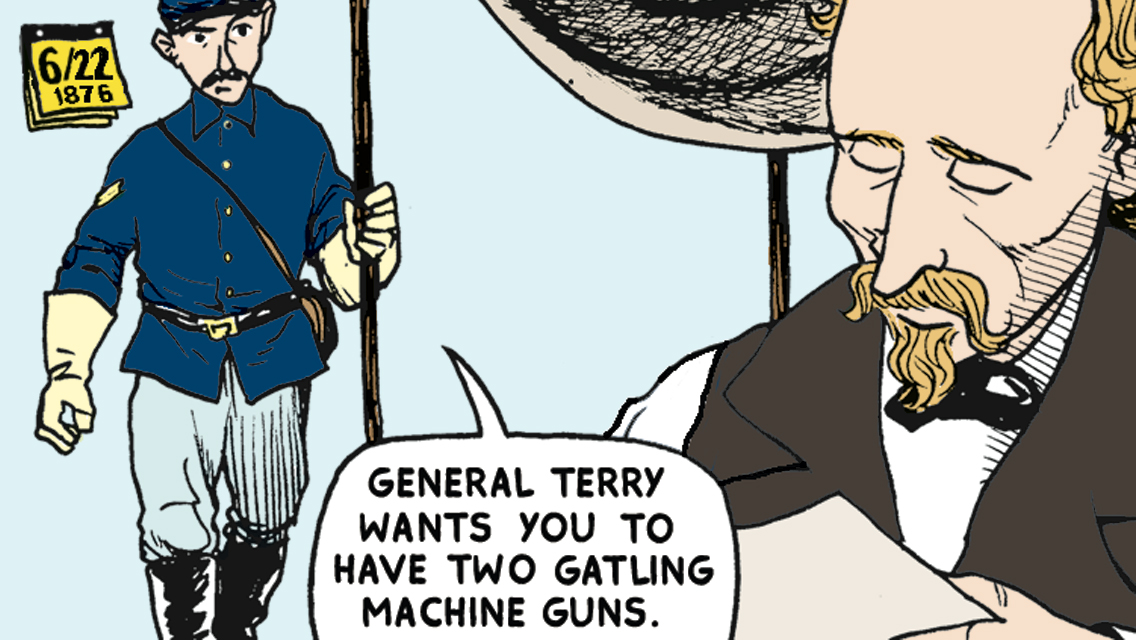 6/22
1876
GENERAL TERRY
WANTS YOU TO
HAVE TWO GATLING
MACHINE GUNS.